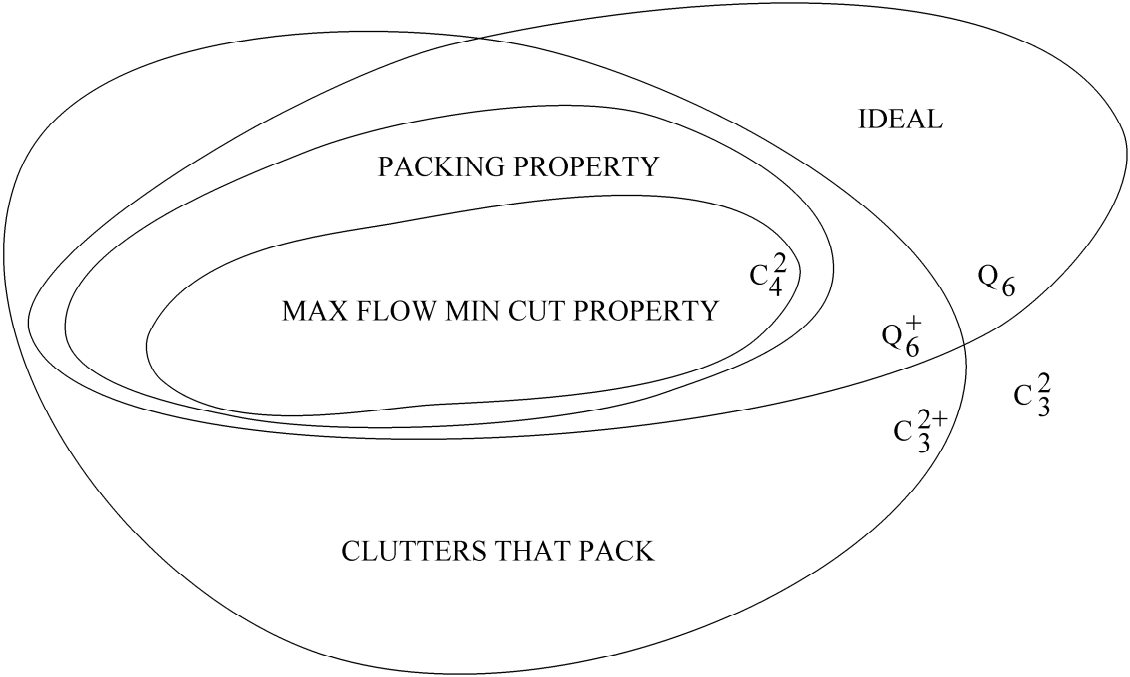 IDEAL
PACKING PROPERTY
C₄²
Q₆
MAX FLOW MIN CUT PROPERTY
Q₆⁺
C₃²
C₃²⁺
CLUTTERS THAT PACK